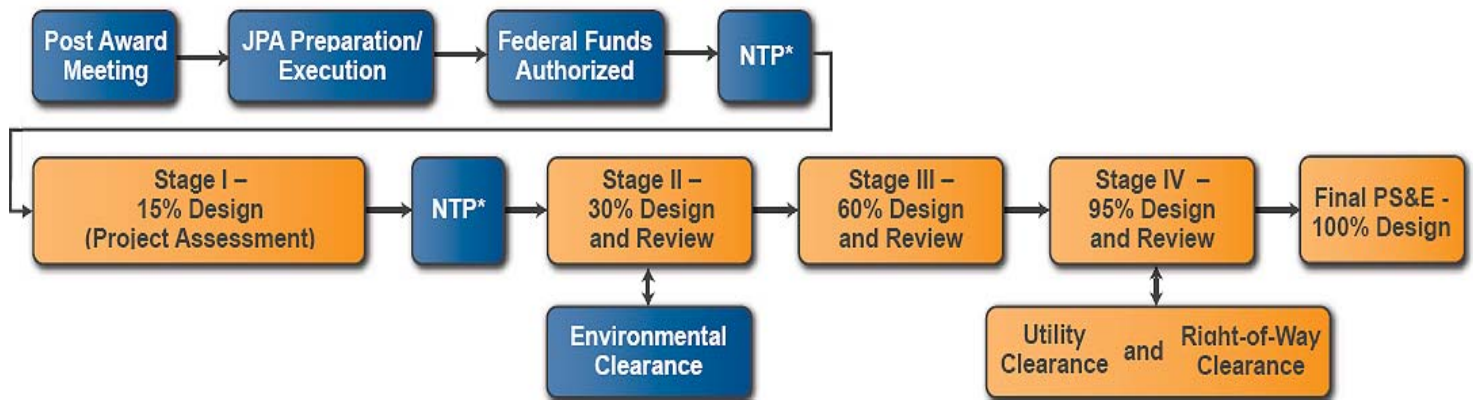 Post Award
Meeting
JPA Preparation/
Execution
Federal Funds
Authorized
NTP*
Stage I –
15% Design
(Project Assessment)
NTP*
Stage II –
30% Design
and Review
Stage III –
60% Design
and Review
Stage IV –
95% Design
and Review
Final PS&E -
100% Design
Environmental
Clearance
Utility
Clearance
and
Right-of-Way
Clearance